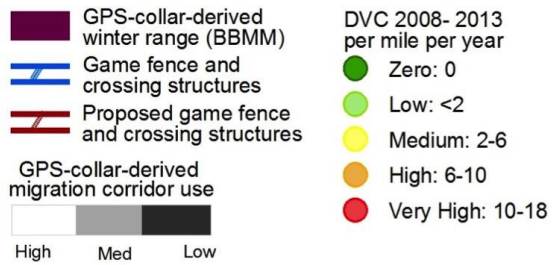 GPS-collar-derived
winter range (BBMM)
Game fence and
crossing structures
Proposed game fence
and crossing structures
GPS-collar-derived
migration corridor use
High Med Low
DVC 2008- 2013
per mile per year
Zero: 0
Low: <2
Medium: 2-6
High: 6-10
Very High: 10-18